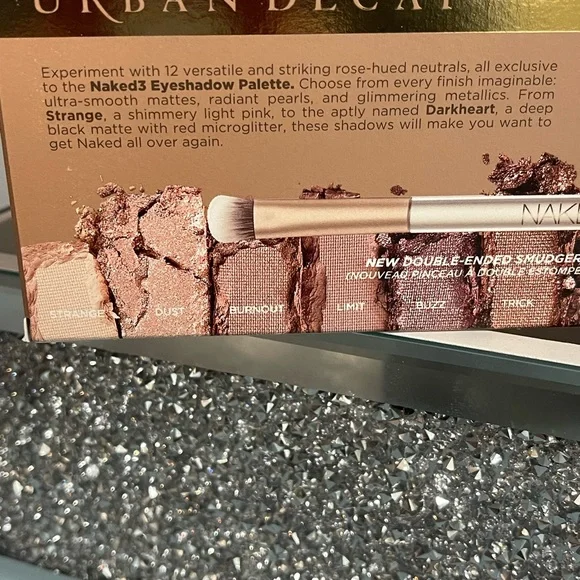 URBAN DECAY
Experiment with 12 versatile and striking rose-hued neutrals, all exclusive
to the Naked3 Eyeshadow Palette. Choose from every finish imaginable:
ultra-smooth mattes, radiant pearls, and glimmering metallics. From
Strange, a shimmery light pink, to the aptly named Darkheart, a deep
black matte with red microglitter, these shadows will make you want to
get Naked all over again.
NAK
NEW DOUBLE-ENDED SMUDGER
(NOUVEAU PINCEAU À DOUBLE ESTOMPE
STRANGE DUST BURNOUT LIMIT BUZZ TRICK